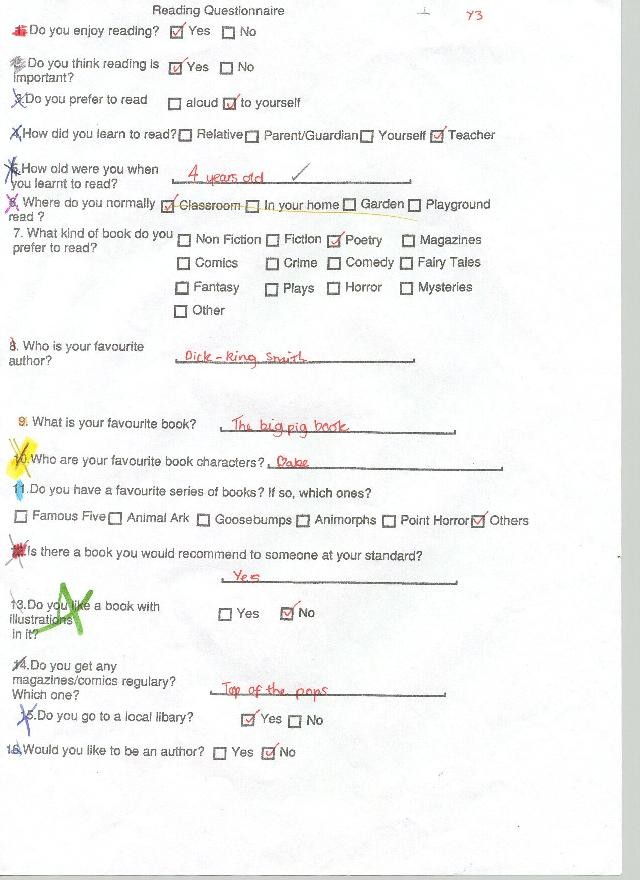 Reading Questionnaire
Y3
1. Do you enjoy reading? Yes No
2. Do you think reading is Yes No
important?
3. Do you prefer to read aloud to yourself
4. How did you learn to read? Relative Parent/Guardian Yourself Teacher
5. How old were you when 4 years old
you learnt to read?
6. Where do you normally Classroom In your home Garden Playground
read ?
7. What kind of book do you Non Fiction Fiction Poetry Magazines
prefer to read?
Comics Crime Comedy Fairy Tales
Fantasy Plays Horror Mysteries
Other
8. Who is your favourite Dick-king smith
author?
9. What is your favourite book? The big pig book
10. Who are your favourite book characters? Babe
11. Do you have a favourite series of books? If so, which ones?
Famous Five Animal Ark Goosebumps Animorphs Point Horror Others
12. Is there a book you would recommend to someone at your standard?
Yes
13. Do you like a book with Yes No
illustrations
in it?
14. Do you get any
magazines/comics regulary? Top of the pops
Which one?
15. Do you go to a local libary? Yes No
16. Would you like to be an author? Yes No